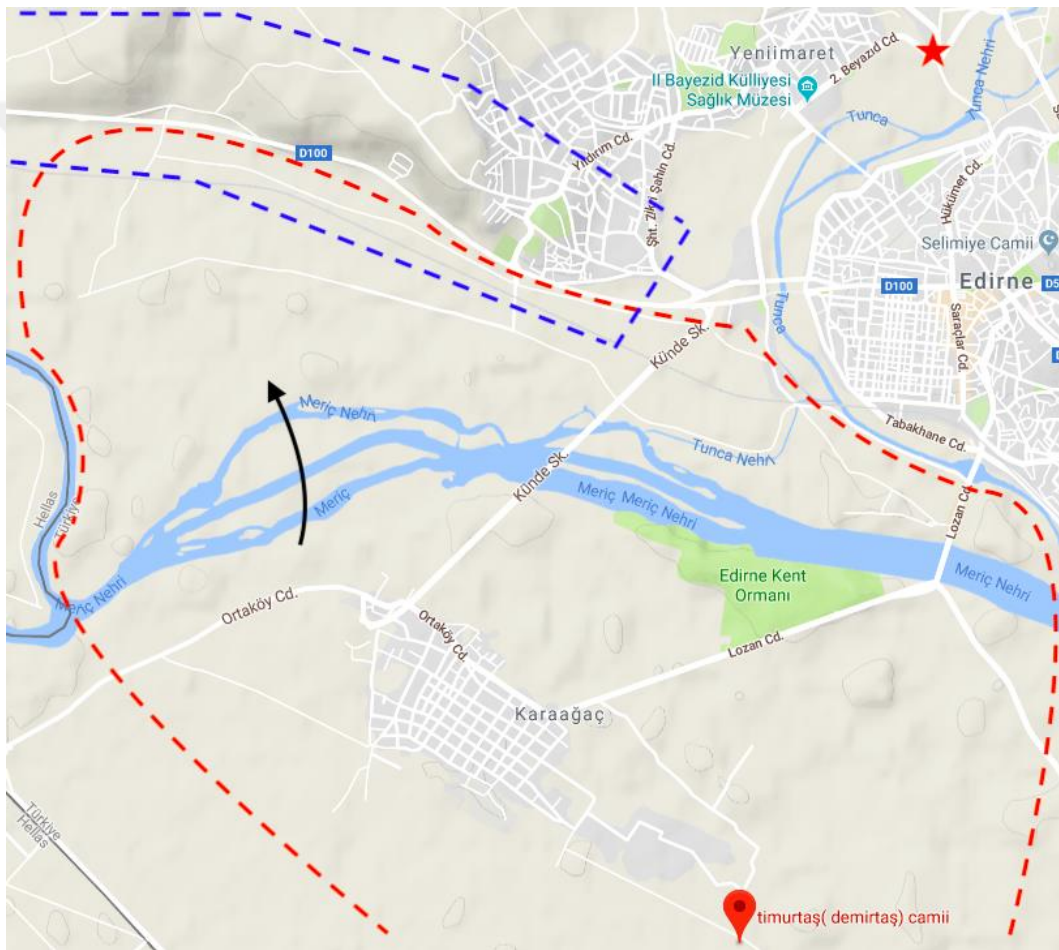 Yeniimaret
2. Beyazıd Cd.
II Bayezid Külliyesi
Sağlık Müzesi
Tunca Nehri
Tunca
D100
Yıldırım Cd.
Şht. Zikri Şahin Cd.
Hükümet Cd.
Selimiye Camii
Edirne
D100
D5
Saraçlar Cd.
Tunca
Künde Sk.
Meriç Nehri
Tabakhane Cd.
Tunca Nehri
Künde Sk.
Meriç
Meriç Meriç Nehri
Lozan Cd.
Hellas
Türkiye
Meriç Nehri
Edirne Kent
Ormanı
Meriç Nehri
Ortaköy Cd.
Ortaköy Cd.
Lozan Cd.
Karaağaç
Türkiye
Hellas
timurtaş( demirtaş) camii